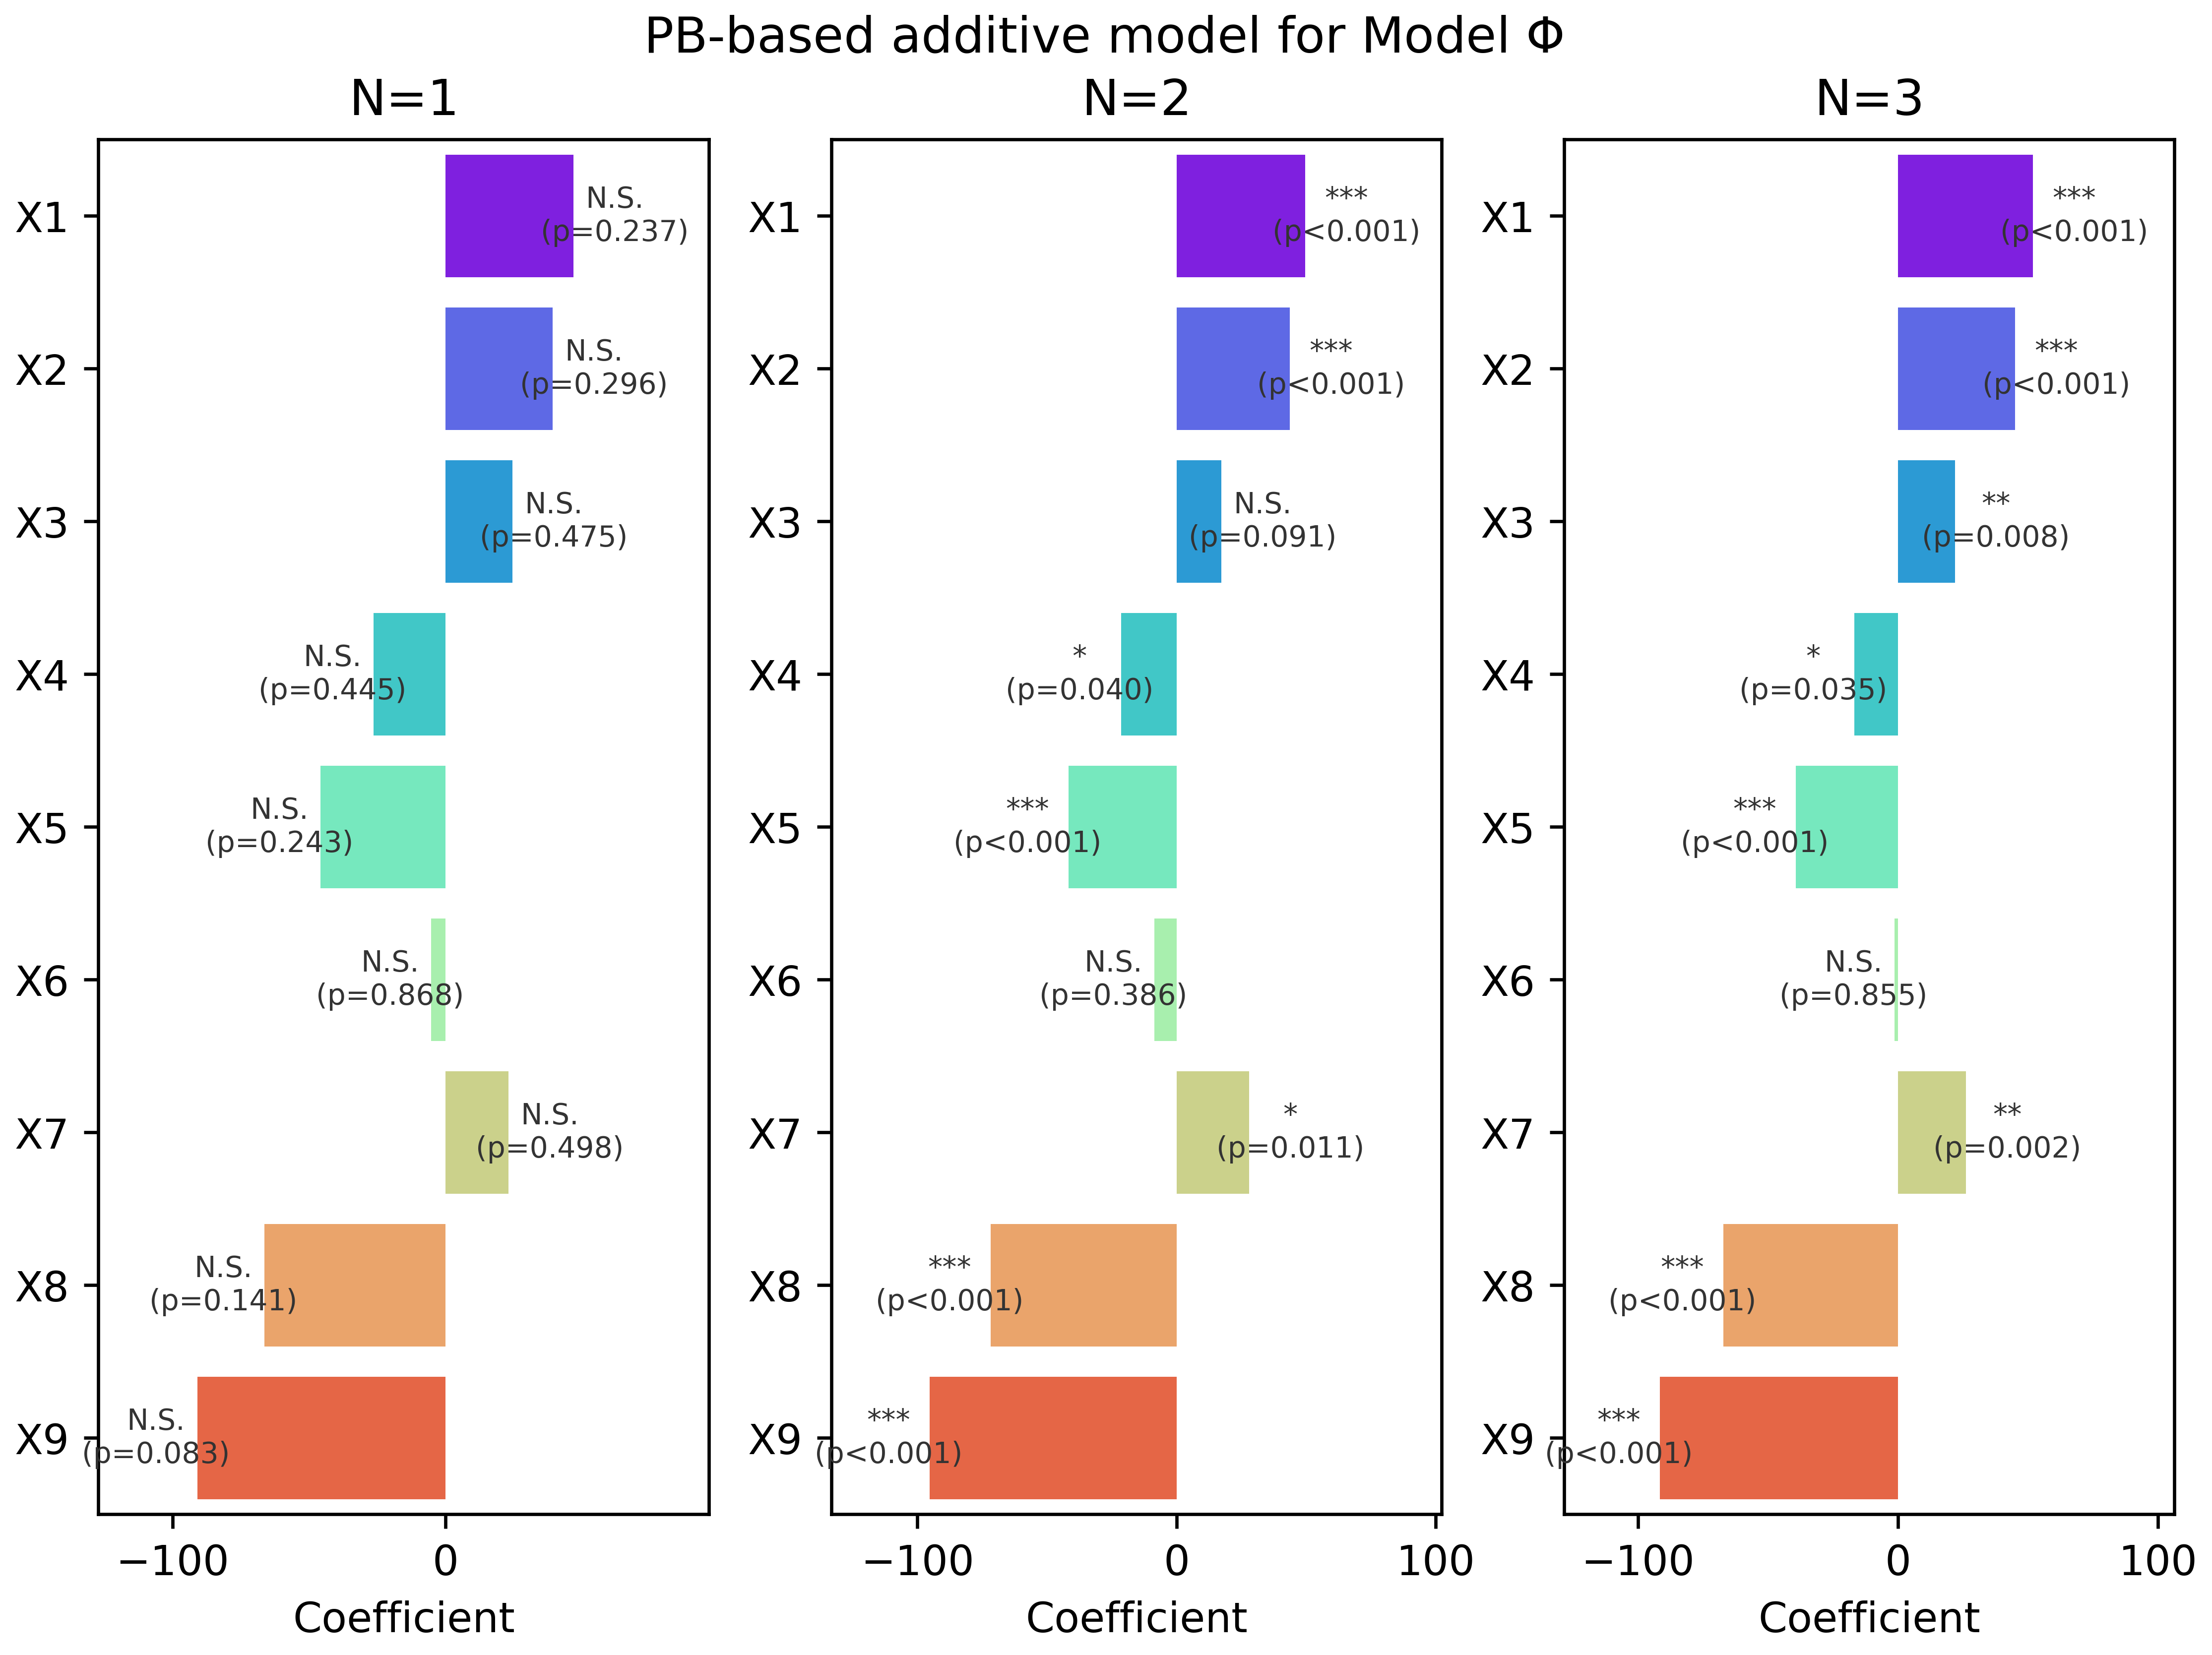 PB-based additive model for Model Φ
N=1
X1
N.S.
(p=0.237)
X2
N.S.
(p=0.296)
X3
N.S.
(p=0.475)
X4
N.S.
(p=0.445)
X5
N.S.
(p=0.243)
X6
N.S.
(p=0.868)
X7
N.S.
(p=0.498)
X8
N.S.
(p=0.141)
X9
N.S.
(p=0.083)
−100 0
Coefficient
N=2
X1
***
(p<0.001)
X2
***
(p<0.001)
X3
N.S.
(p=0.091)
X4
*
(p=0.040)
X5
***
(p<0.001)
X6
N.S.
(p=0.386)
X7
*
(p=0.011)
X8
***
(p<0.001)
X9
***
(p<0.001)
−100 0 100
Coefficient
N=3
X1
***
(p<0.001)
X2
***
(p<0.001)
X3
**
(p=0.008)
X4
*
(p=0.035)
X5
***
(p<0.001)
X6
N.S.
(p=0.855)
X7
**
(p=0.002)
X8
***
(p<0.001)
X9
***
(p<0.001)
−100 0 100
Coefficient